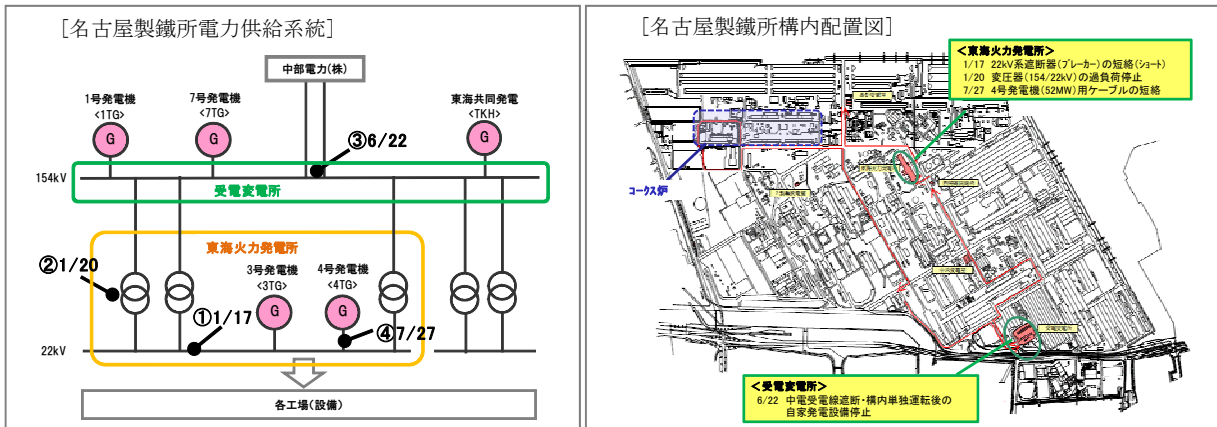 [名古屋製鐵所電力供給系統]
中部電力(株)
1号発電機
<1TG>
7号発電機
<7TG>
東海共同発電
<TKH>
G
G
G
③6/22
154kV
受電変電所
東海火力発電所
②1/20
3号発電機
<3TG>
4号発電機
<4TG>
G
G
①1/17
④7/27
22kV
各工場(設備)
[名古屋製鐵所構内配置図]
<東海火力発電所>
1/17 22kV系遮断器(ブレーカー)の短絡(ショート)
1/20 変圧器(154/22kV)の過負荷停止
7/27 4号発電機(52MW)用ケーブルの短絡
コークス炉
<受電変電所>
6/22 中電受電線遮断・構内単独運転後の
自家発電設備停止